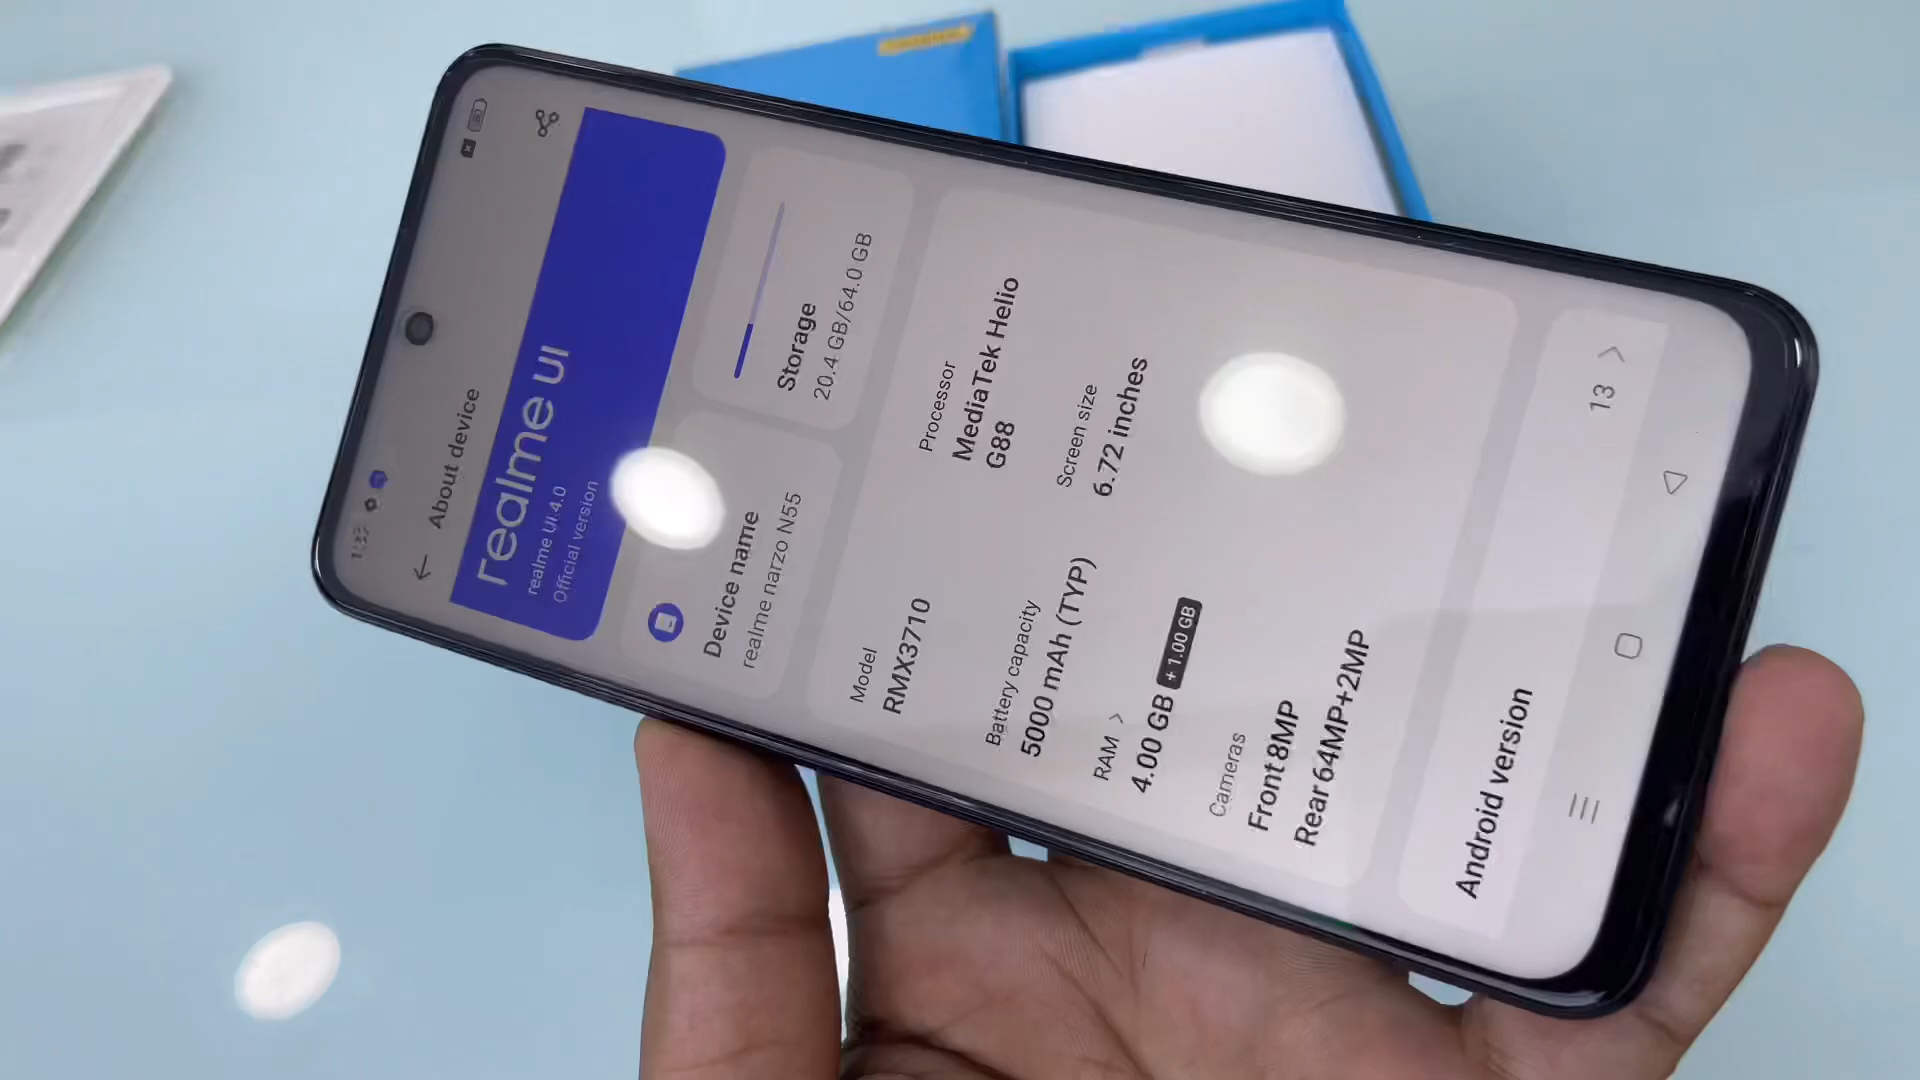 About device
realme UI
realme UI 4.0
Official version
Device name
realme narzo N55
Storage
20.4 GB/64.0 GB
Model
RMX3710
Processor
MediaTek Helio
G88
Battery capacity
5000 mAh (TYP)
Screen size
6.72 inches
RAM >
4.00 GB + 1.00 GB
Cameras
Front 8MP
Rear 64MP+2MP
Android version
13 >